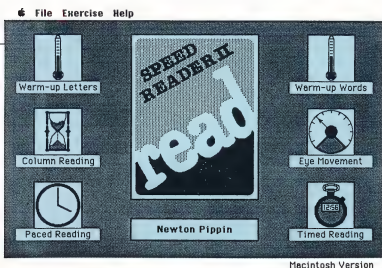 File Exercise Help
SPEED
READER II
read
Warm-up Letters
Warm-up Words
Column Reading
Eye Movement
Paced Reading
Newton Pippin
Timed Reading
Macintosh Version